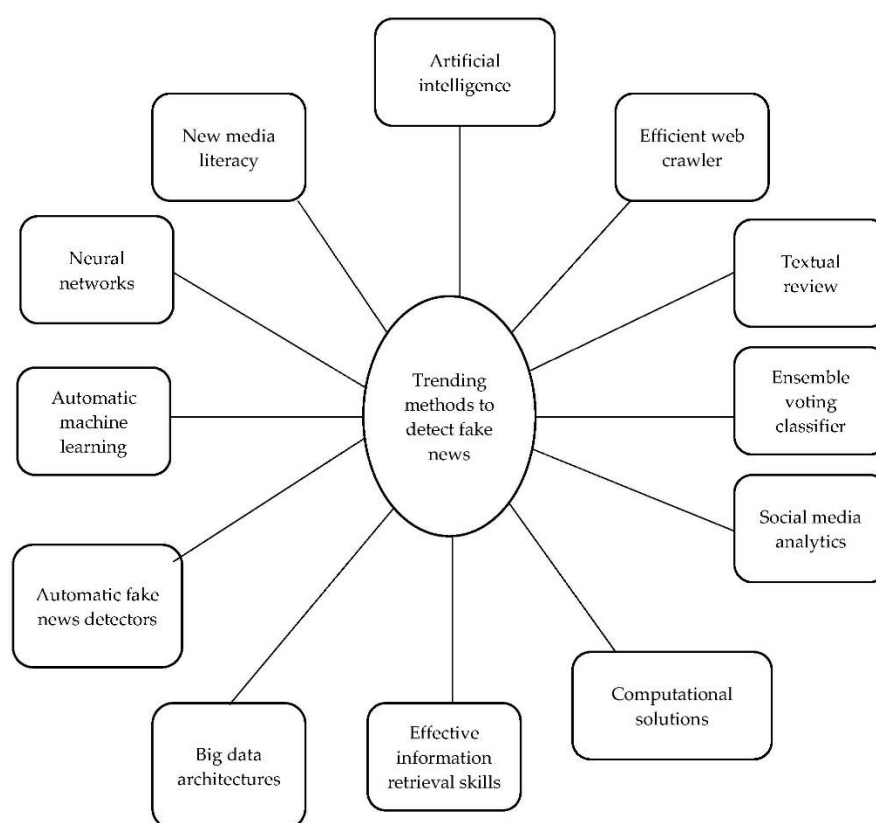 Artificial
intelligence
New media
literacy
Efficient web
crawler
Neural
networks
Textual
review
Trending
methods to
detect fake
news
Automatic
machine
learning
Ensemble
voting
classifier
Social media
analytics
Automatic fake
news detectors
Computational
solutions
Big data
architectures
Effective
information
retrieval skills